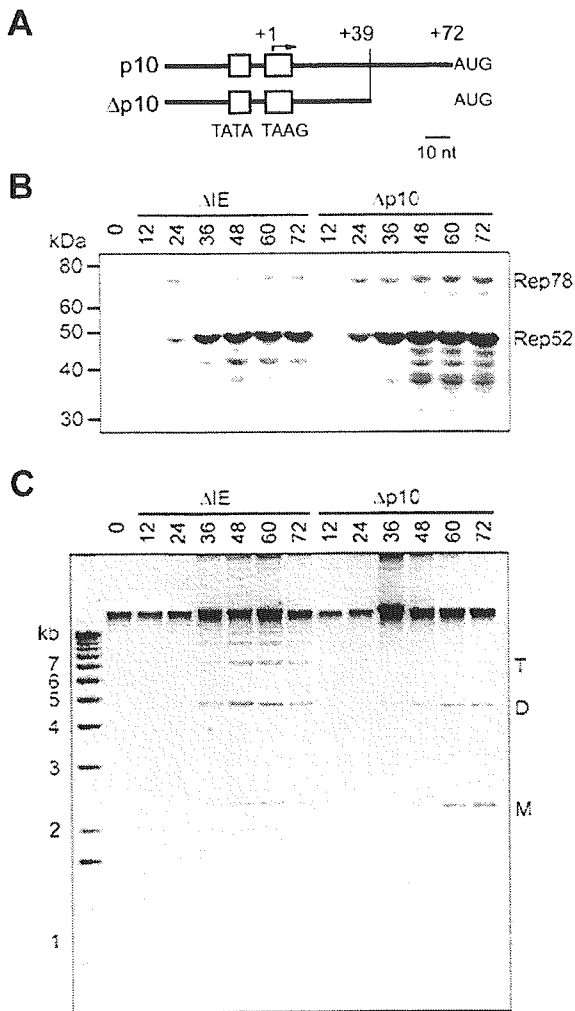 A
+1 +39 +72
p10 AUG
Δp10 AUG
TATA TAAG
10 nt
B
ΔIE Δp10
kDa 0 12 24 36 48 60 72 12 24 36 48 60 72
80 Rep78
60
50 Rep52
40
30
C
ΔIE Δp10
0 12 24 36 48 60 72 12 24 36 48 60 72
kb
7 T
6
5 D
4
3
M
2
1